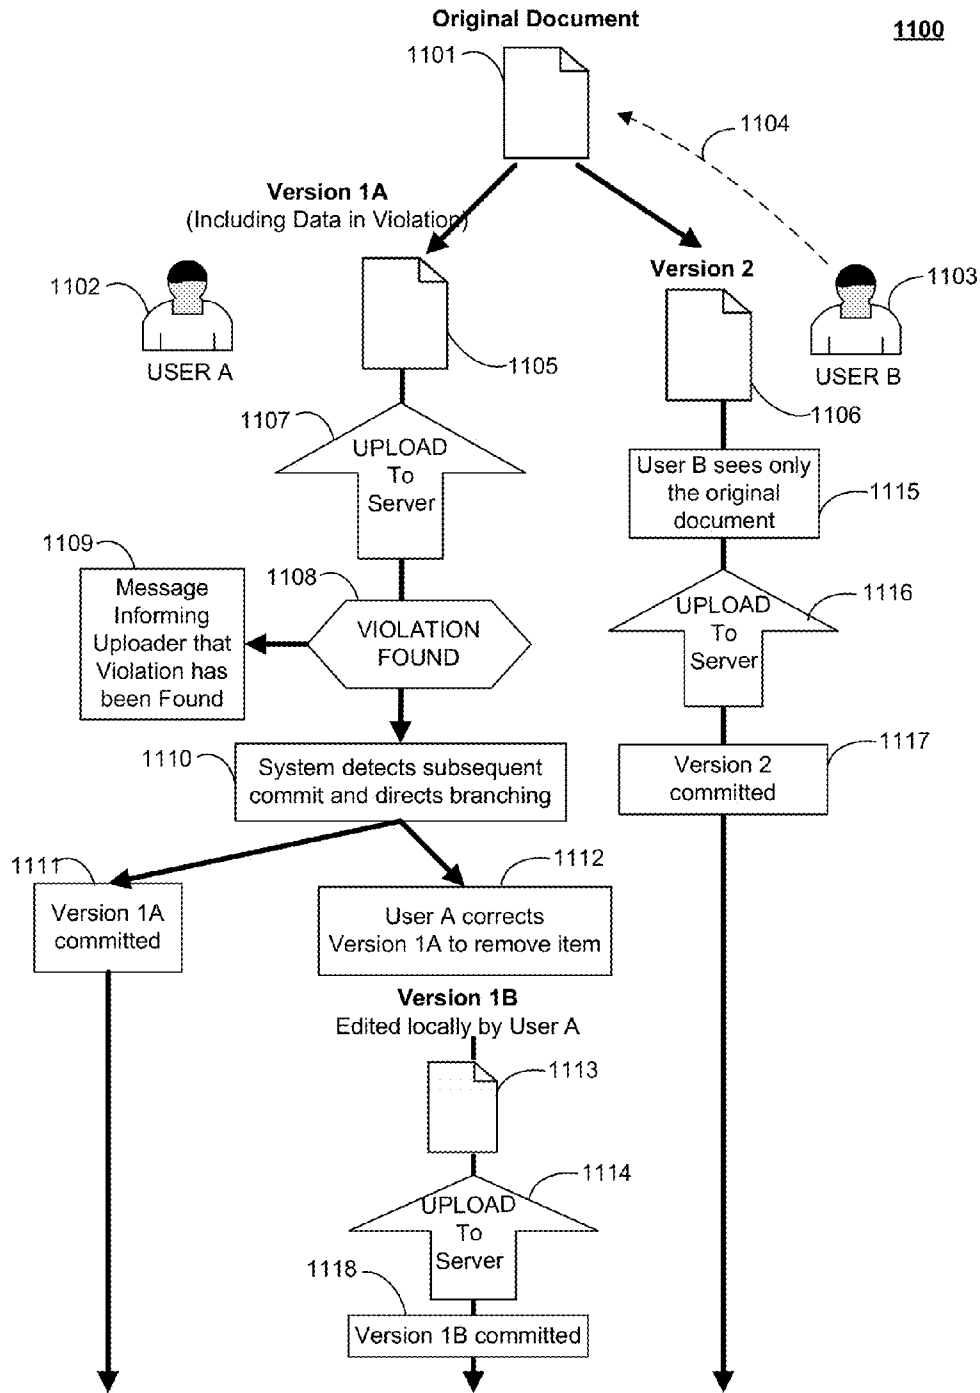 Original Document
1100
1101
1104
Version 1A
(Including Data in Violation)
Version 2
1102
1103
USER A
1105
USER B
1106
1107
UPLOAD
To
Server
User B sees only
the original
document
1115
1109
Message
Informing
Uploader that
Violation has
been Found
1108
VIOLATION
FOUND
UPLOAD
To
Server
1116
1110
System detects subsequent
commit and directs branching
Version 2
committed
1117
1111
Version 1A
committed
1112
User A corrects
Version 1A to remove item
Version 1B
Edited locally by User A
1113
UPLOAD
To
Server
1114
1118
Version 1B committed